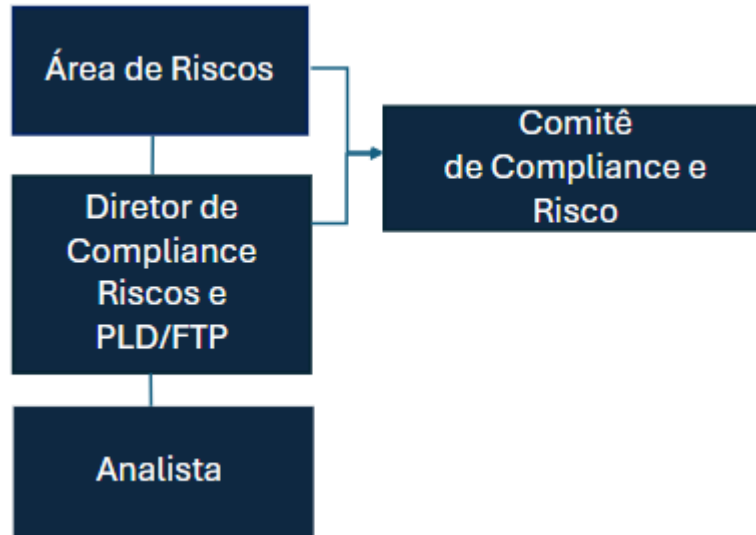 Área de Riscos
Comitê
de Compliance e
Risco
Diretor de
Compliance
Riscos e
PLD/FTP
Analista